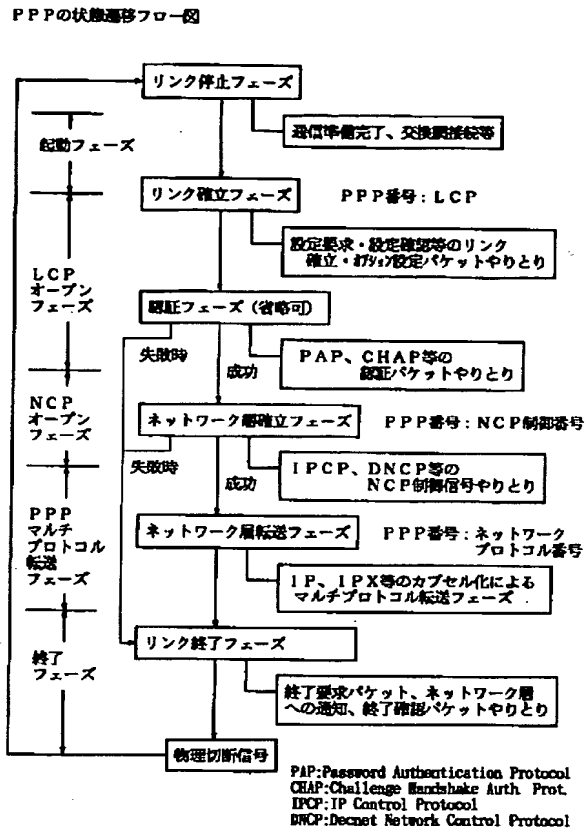 PPPの状態遷移フロー図
リンク停止フェーズ
通信準備完了、交換網接続等
起動フェーズ
リンク確立フェーズ
PPP番号:LCP
設定要求・設定確認等のリンク
確立・オプション設定パケットやりとり
LCP
オープン
フェーズ
認証フェーズ(省略可)
失敗時
成功
PAP、CHAP等の
認証パケットやりとり
NCP
オープン
フェーズ
ネットワーク層確立フェーズ
PPP番号:NCP制御番号
失敗時
成功
IPCP、DNCP等の
NCP制御信号やりとり
PPP
マルチ
プロトコル
転送
フェーズ
ネットワーク層転送フェーズ
PPP番号:ネットワーク
プロトコル番号
IP、IPX等のカプセル化による
マルチプロトコル転送フェーズ
リンク終了フェーズ
終了
フェーズ
終了要求パケット、ネットワーク層
への通知、終了確認パケットやりとり
物理切断信号
PAP:Password Authentication Protocol
CHAP:Challenge Handshake Auth. Prot.
IPCP:IP Control Protocol
DNCP:Decnet Network Control Protocol